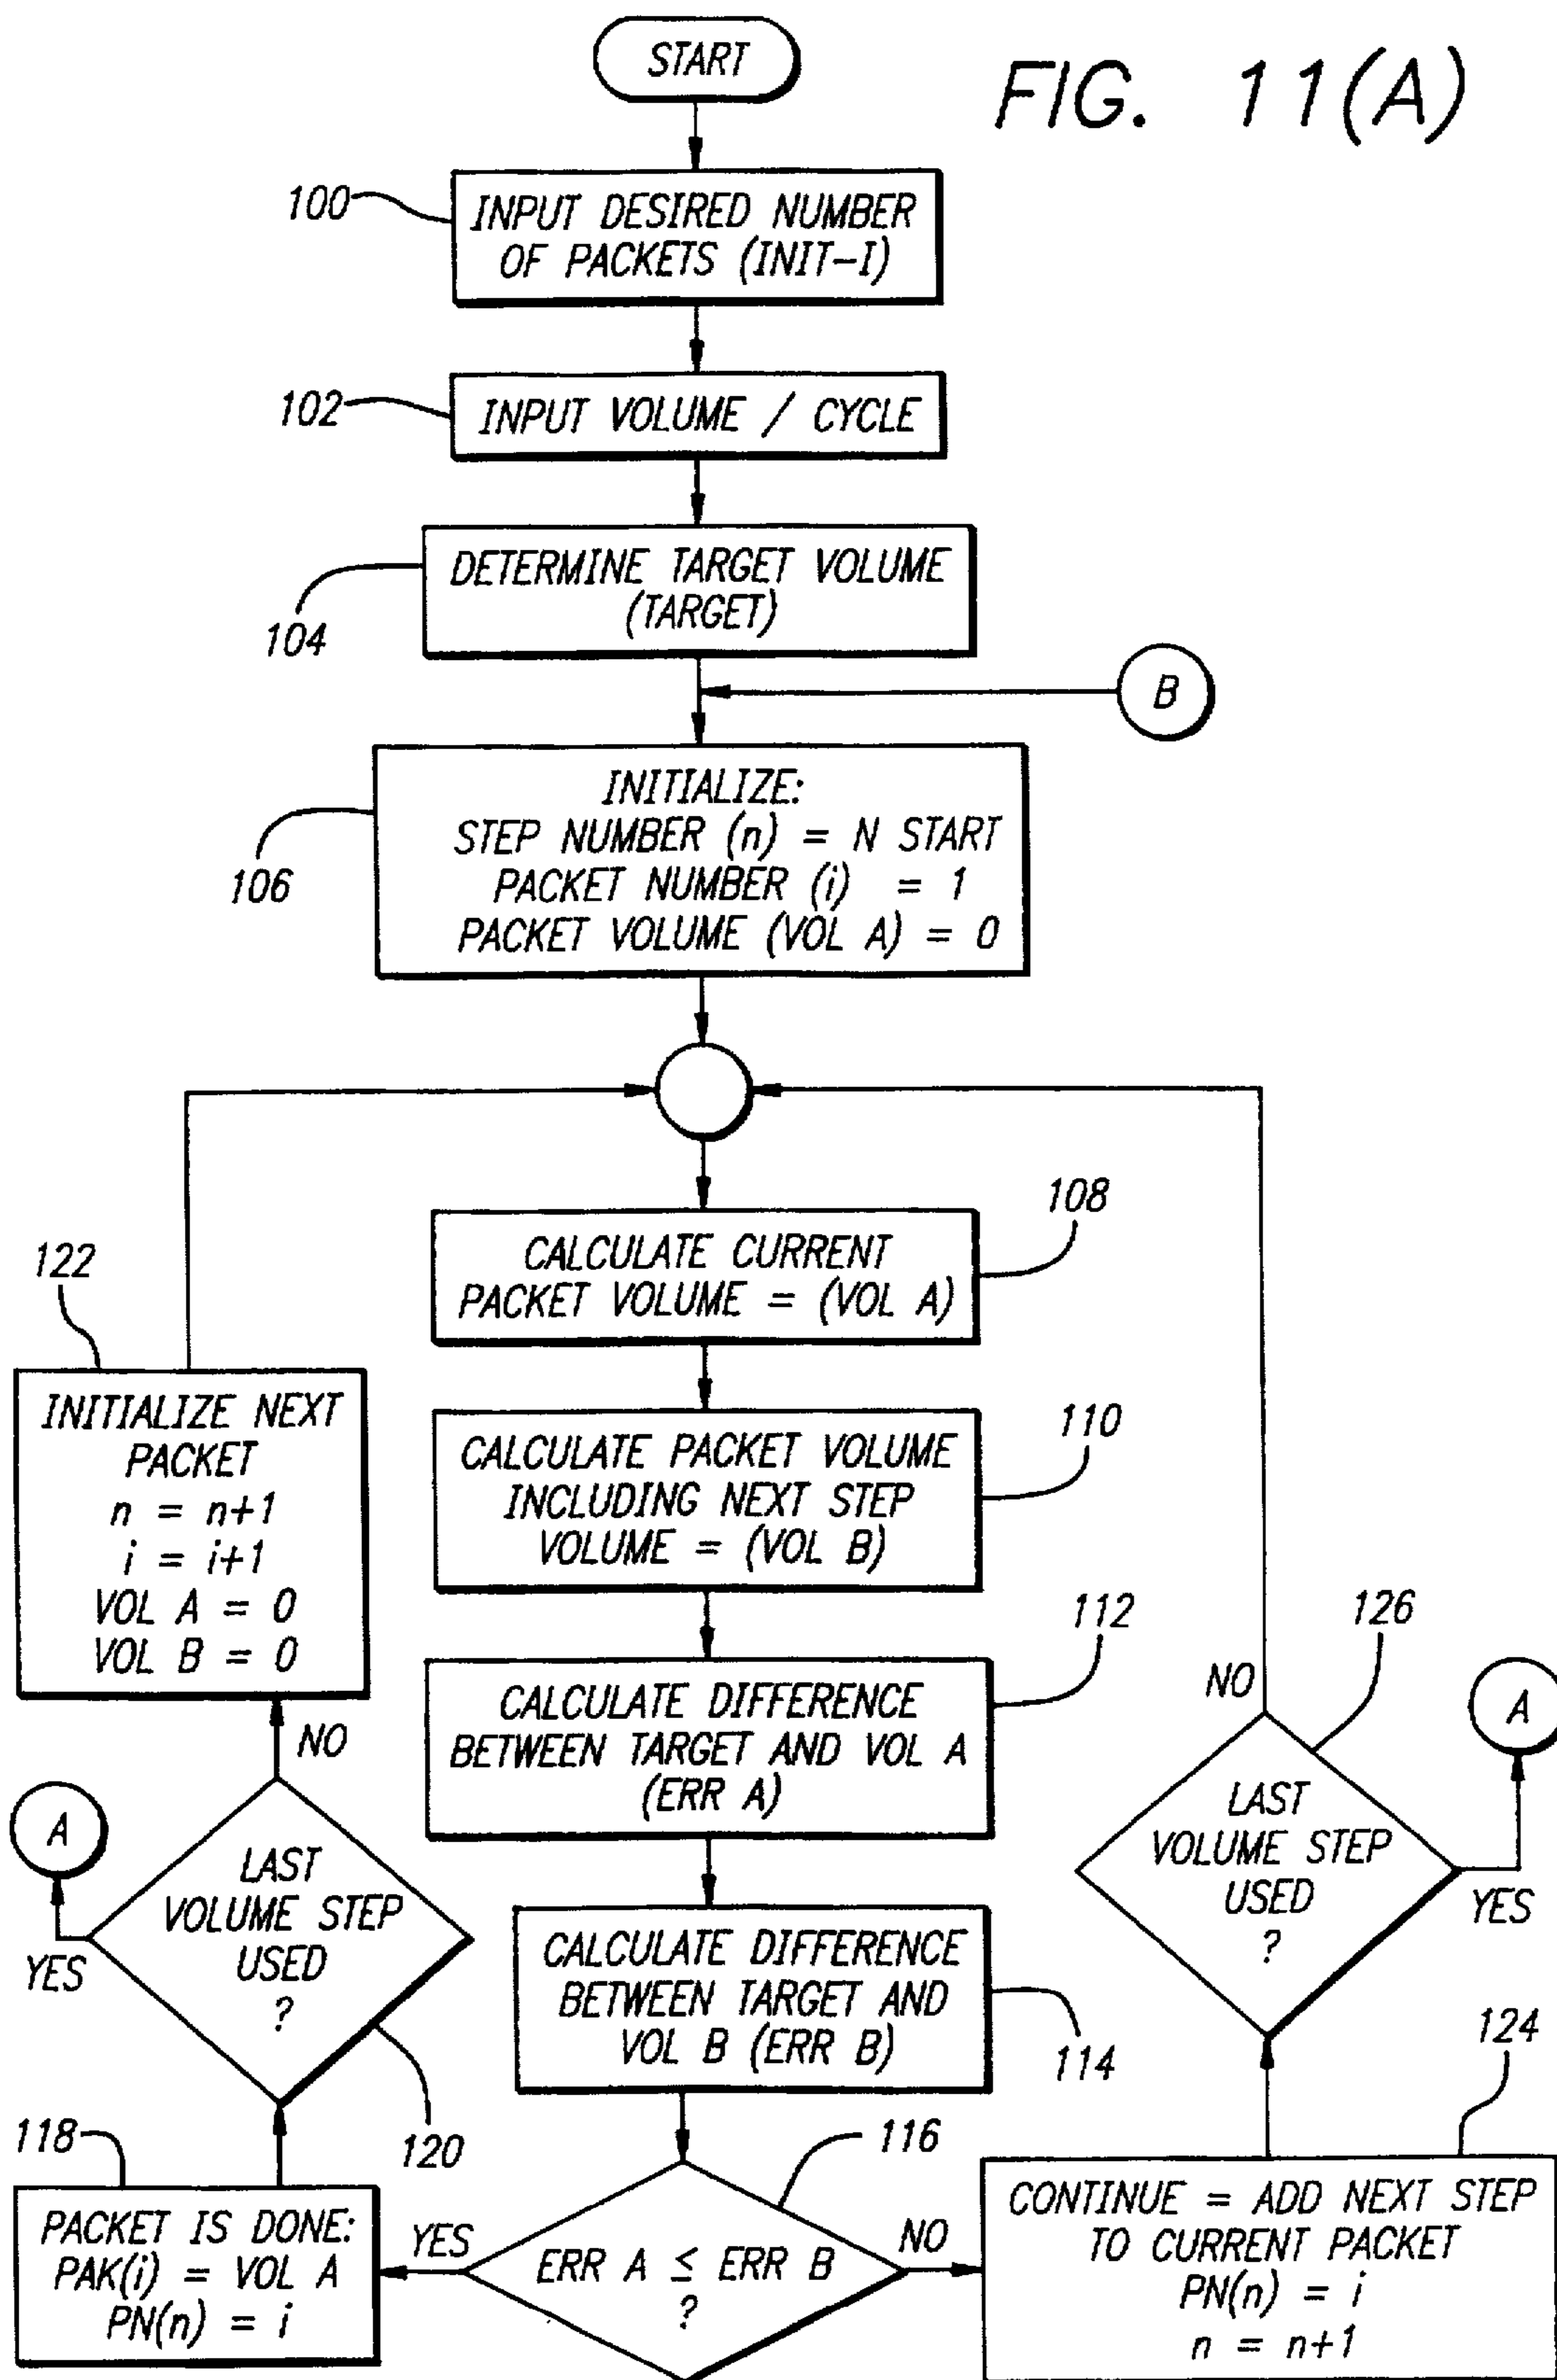 START
FIG. 11(A)
100
INPUT DESIRED NUMBER
OF PACKETS (INIT-I)
102
INPUT VOLUME / CYCLE
104
DETERMINE TARGET VOLUME
(TARGET)
B
106
INITIALIZE:
STEP NUMBER (n) = N START
PACKET NUMBER (i) = 1
PACKET VOLUME (VOL A) = 0
108
CALCULATE CURRENT
PACKET VOLUME = (VOL A)
122
INITIALIZE NEXT
PACKET
n = n+1
i = i+1
VOL A = 0
VOL B = 0
110
CALCULATE PACKET VOLUME
INCLUDING NEXT STEP
VOLUME = (VOL B)
112
CALCULATE DIFFERENCE
BETWEEN TARGET AND VOL A
(ERR A)
126
NO
A
LAST
VOLUME STEP
USED
?
YES
NO
A
LAST
VOLUME STEP
USED
?
YES
120
CALCULATE DIFFERENCE
BETWEEN TARGET AND
VOL B (ERR B)
114
124
118
PACKET IS DONE:
PAK(i) = VOL A
PN(n) = i
YES
116
ERR A ≤ ERR B
?
NO
CONTINUE = ADD NEXT STEP
TO CURRENT PACKET
PN(n) = i
n = n+1